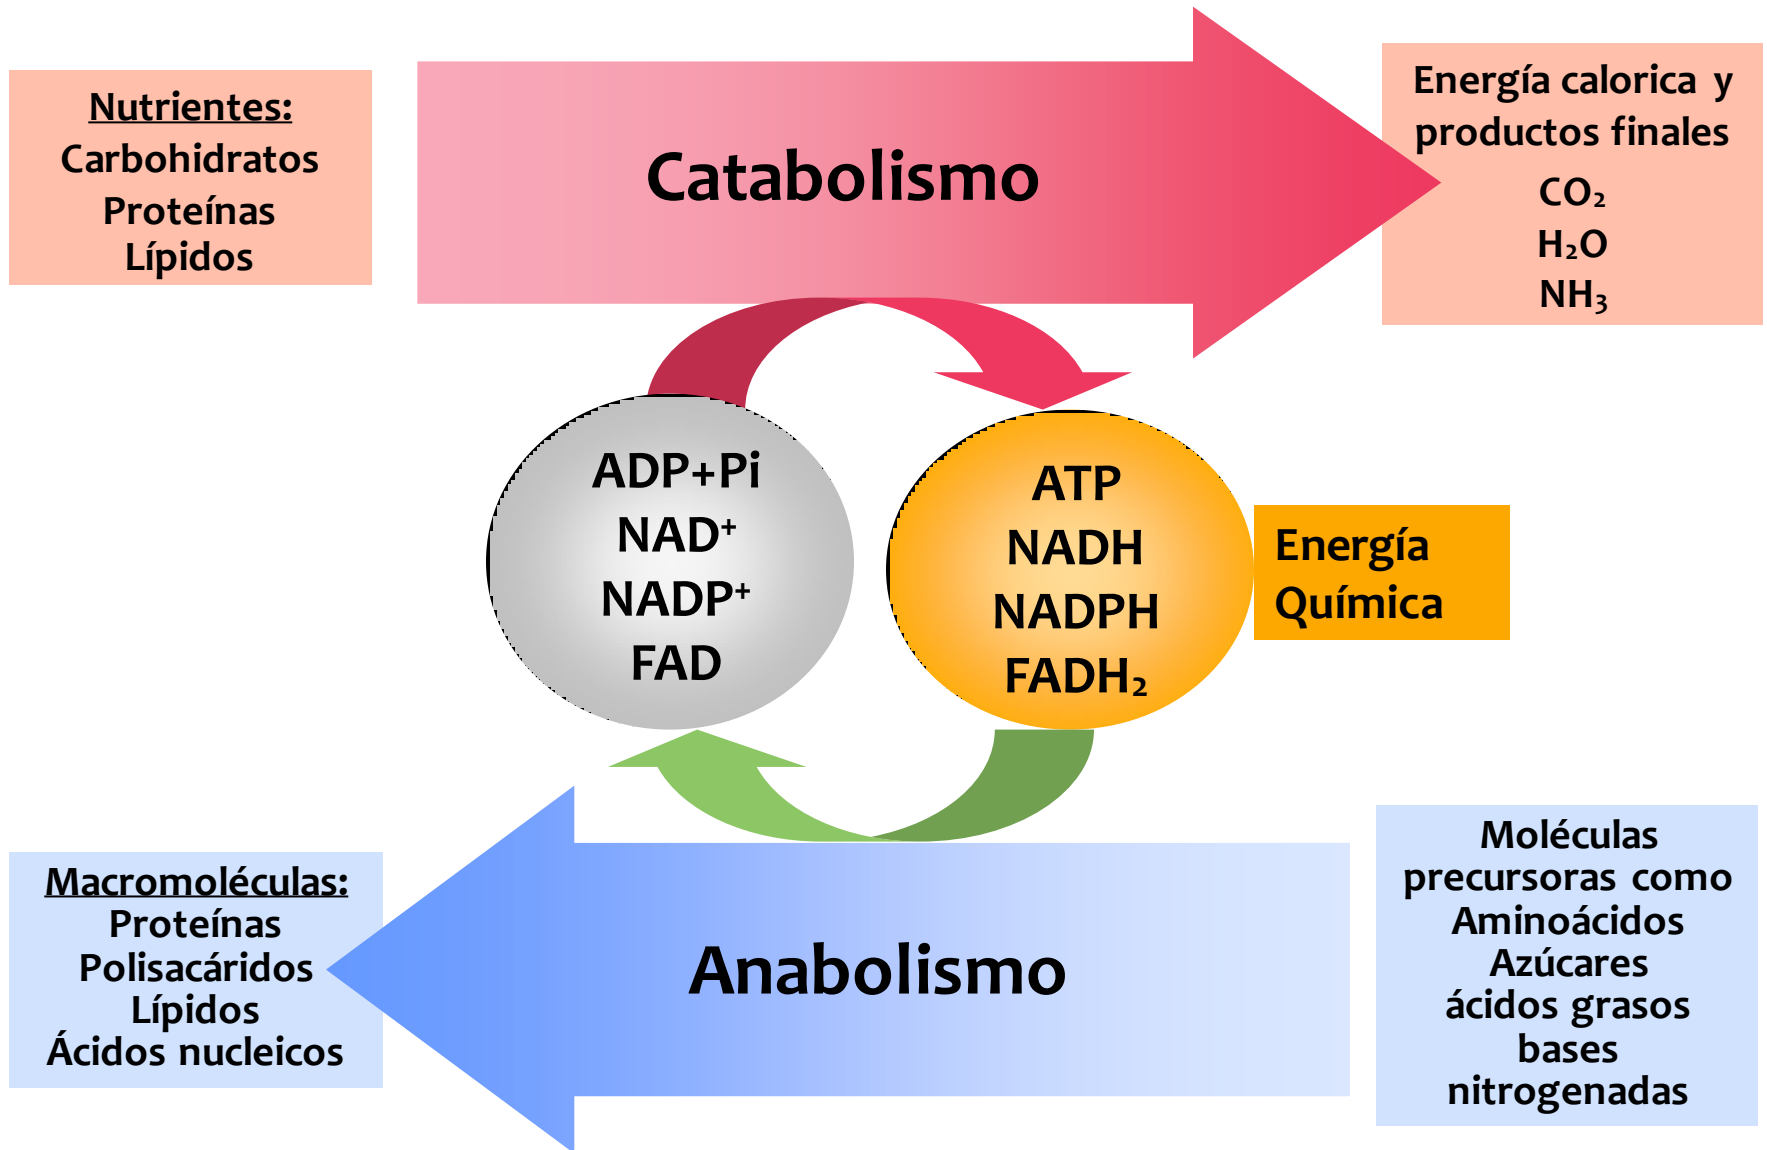 Nutrientes:
Carbohidratos
Proteínas
Lípidos
Catabolismo
Energía calorica y
productos finales
CO₂
H₂O
NH₃
ADP+Pi
NAD⁺
NADP⁺
FAD
ATP
NADH
NADPH
FADH₂
Energía
Química
Macromoléculas:
Proteínas
Polisacáridos
Lípidos
Ácidos nucleicos
Anabolismo
Moléculas
precursoras como
Aminoácidos
Azúcares
ácidos grasos
bases
nitrogenadas